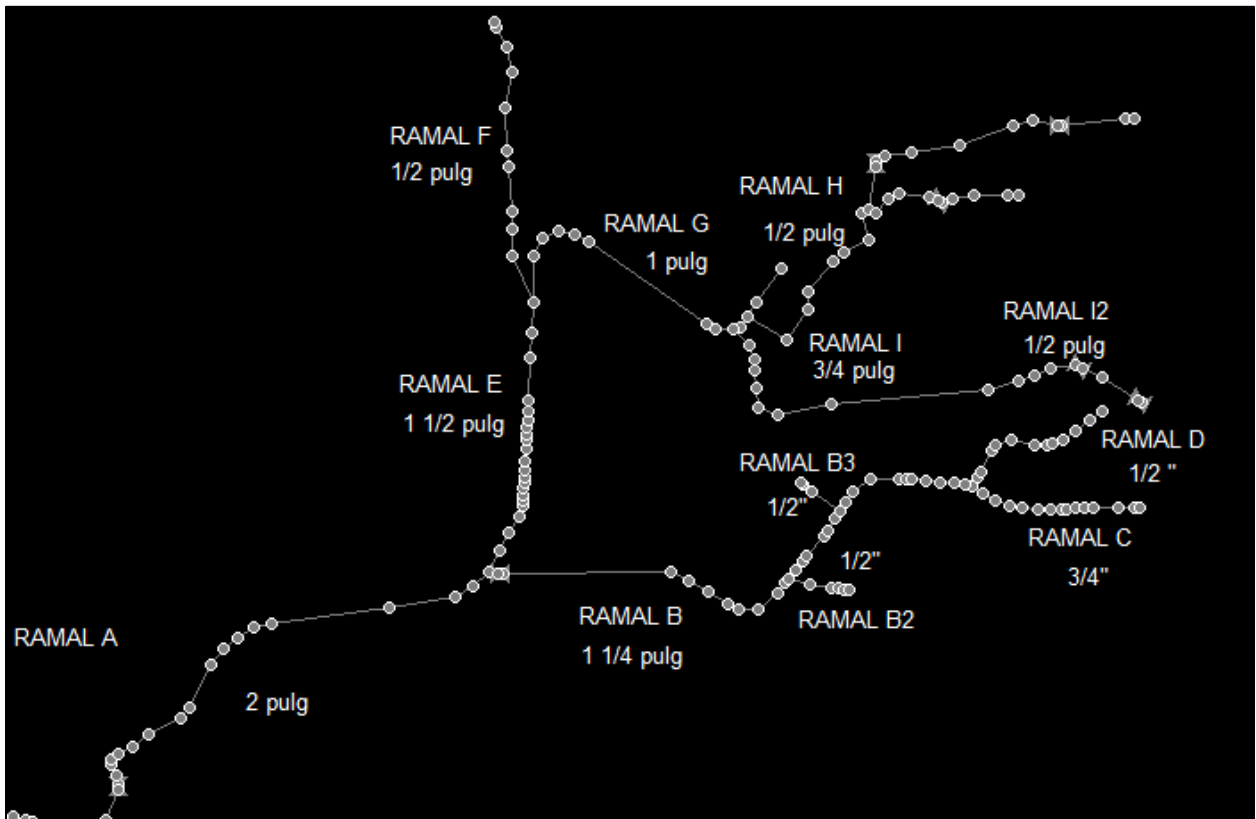 RAMAL F
1/2 pulg
RAMAL H
1/2 pulg
RAMAL G
1 pulg
RAMAL I2
1/2 pulg
RAMAL I
3/4 pulg
RAMAL E
1 1/2 pulg
RAMAL D
1/2 "
RAMAL B3
1/2"
RAMAL C
3/4"
1/2"
RAMAL B2
RAMAL B
1 1/4 pulg
RAMAL A
2 pulg